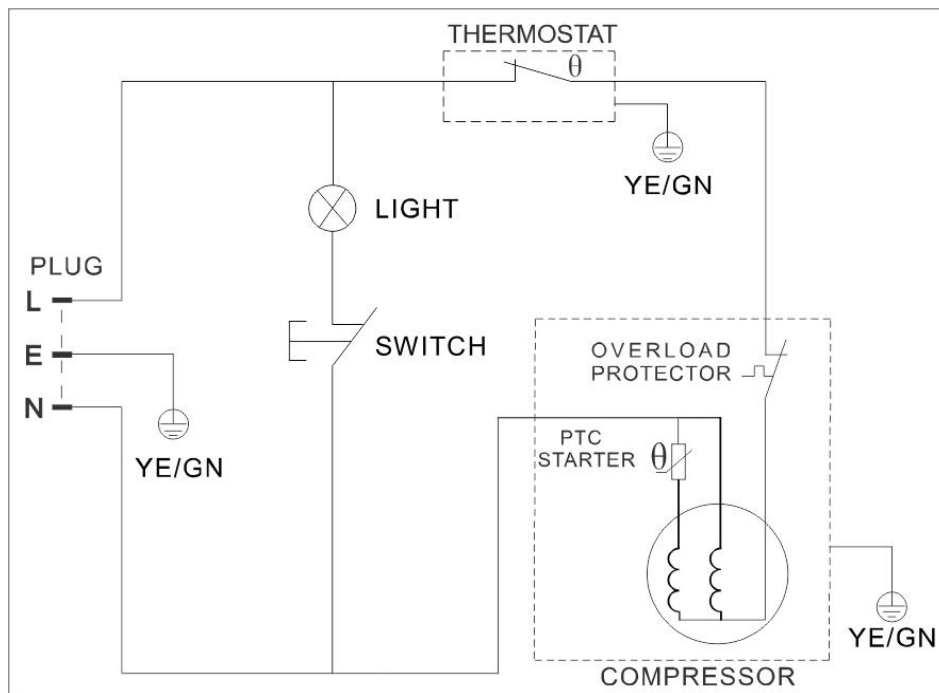 THERMOSTAT
θ
YE/GN
LIGHT
PLUG
L
E
N
SWITCH
YE/GN
OVERLOAD
PROTECTOR
PTC
STARTER
θ
YE/GN
COMPRESSOR